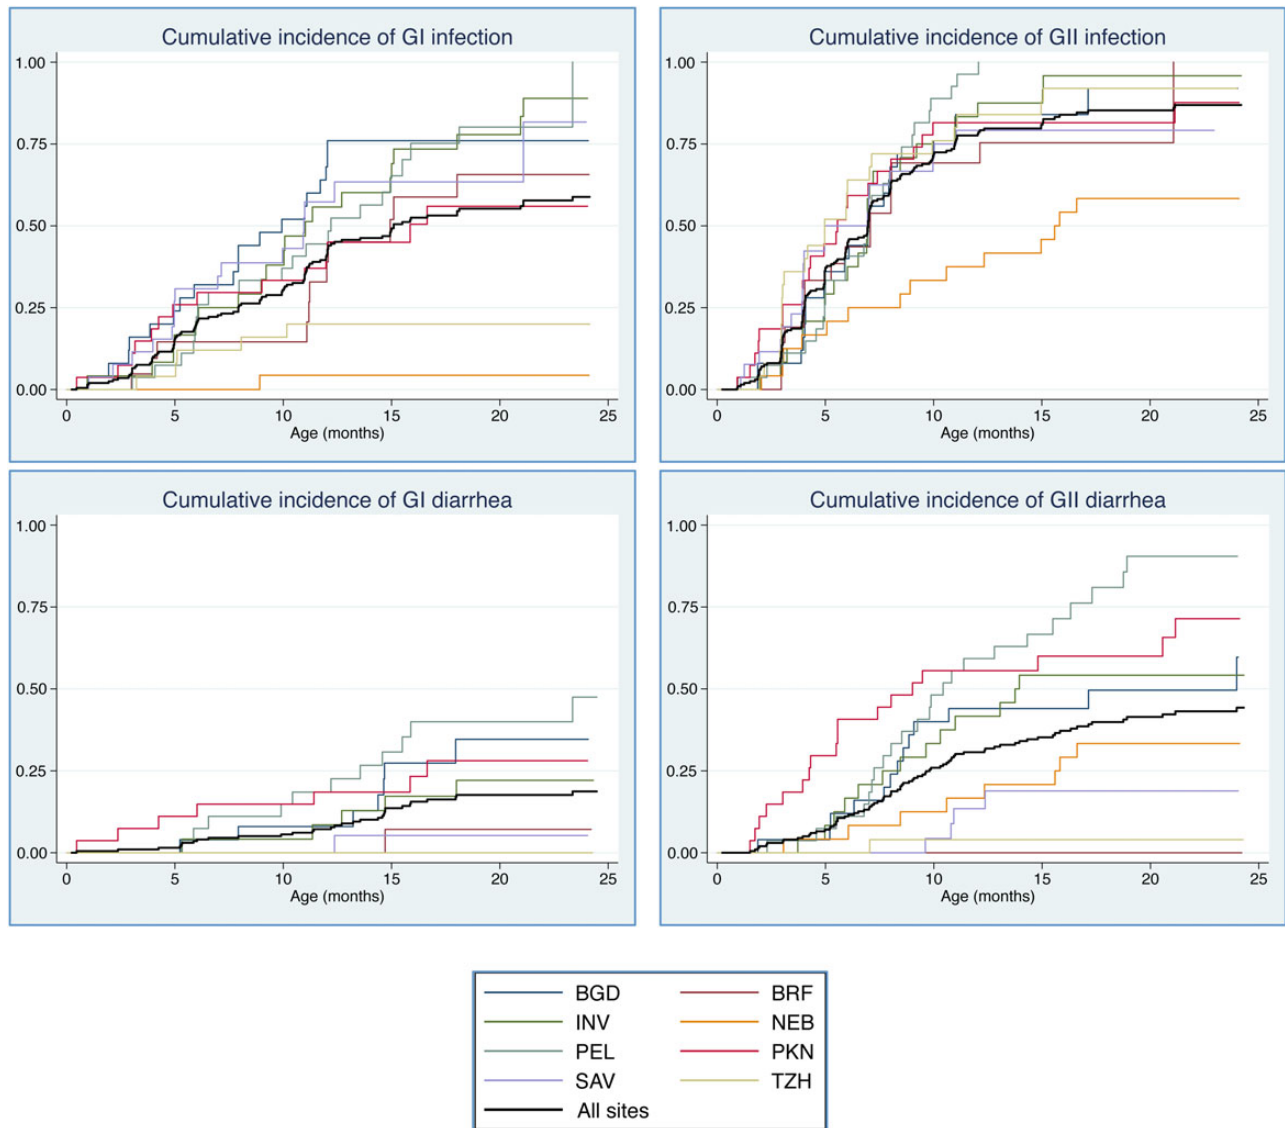 Cumulative incidence of GI infection
1.00
0.75
0.50
0.25
0.00
0 5 10 15 20 25
Age (months)
Cumulative incidence of GII infection
1.00
0.75
0.50
0.25
0.00
0 5 10 15 20 25
Age (months)
Cumulative incidence of GI diarrhea
1.00
0.75
0.50
0.25
0.00
0 5 10 15 20 25
Age (months)
Cumulative incidence of GII diarrhea
1.00
0.75
0.50
0.25
0.00
0 5 10 15 20 25
Age (months)
BGD BRF
INV NEB
PEL PKN
SAV TZH
All sites